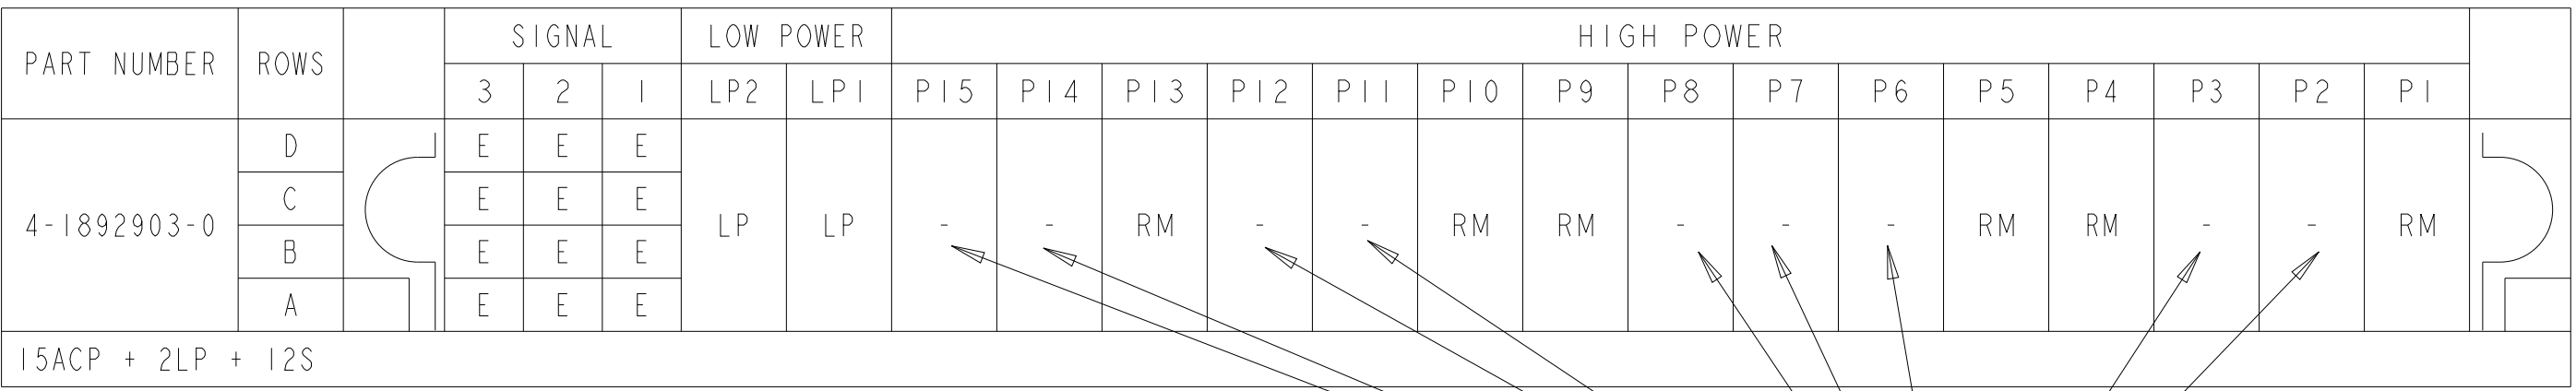 PART NUMBER ROWS SIGNAL LOW POWER HIGH POWER
3 2 1 LP2 LP1 P15 P14 P13 P12 P11 P10 P9 P8 P7 P6 P5 P4 P3 P2 P1
D E E E
C E E E
4-1892903-0 LP LP - - RM - - RM RM - - - RM RM - - RM
B E E E
A E E E
15ACP + 2LP + 12S